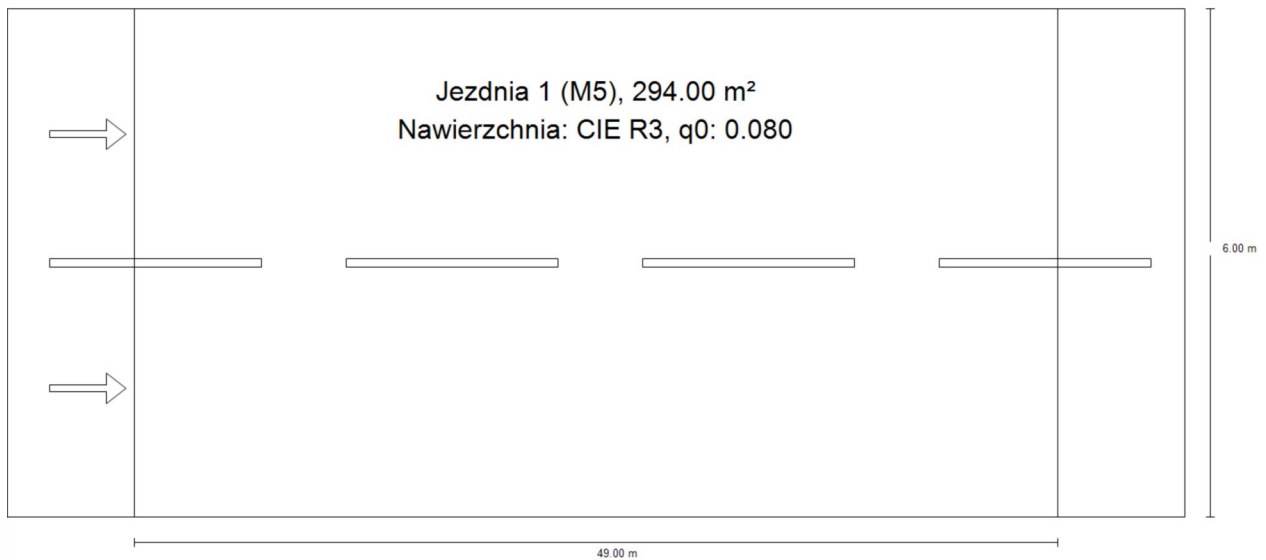 Jezdnia 1 (M5), 294.00 m²
Nawierzchnia: CIE R3, q0: 0.080
6.00 m
49.00 m